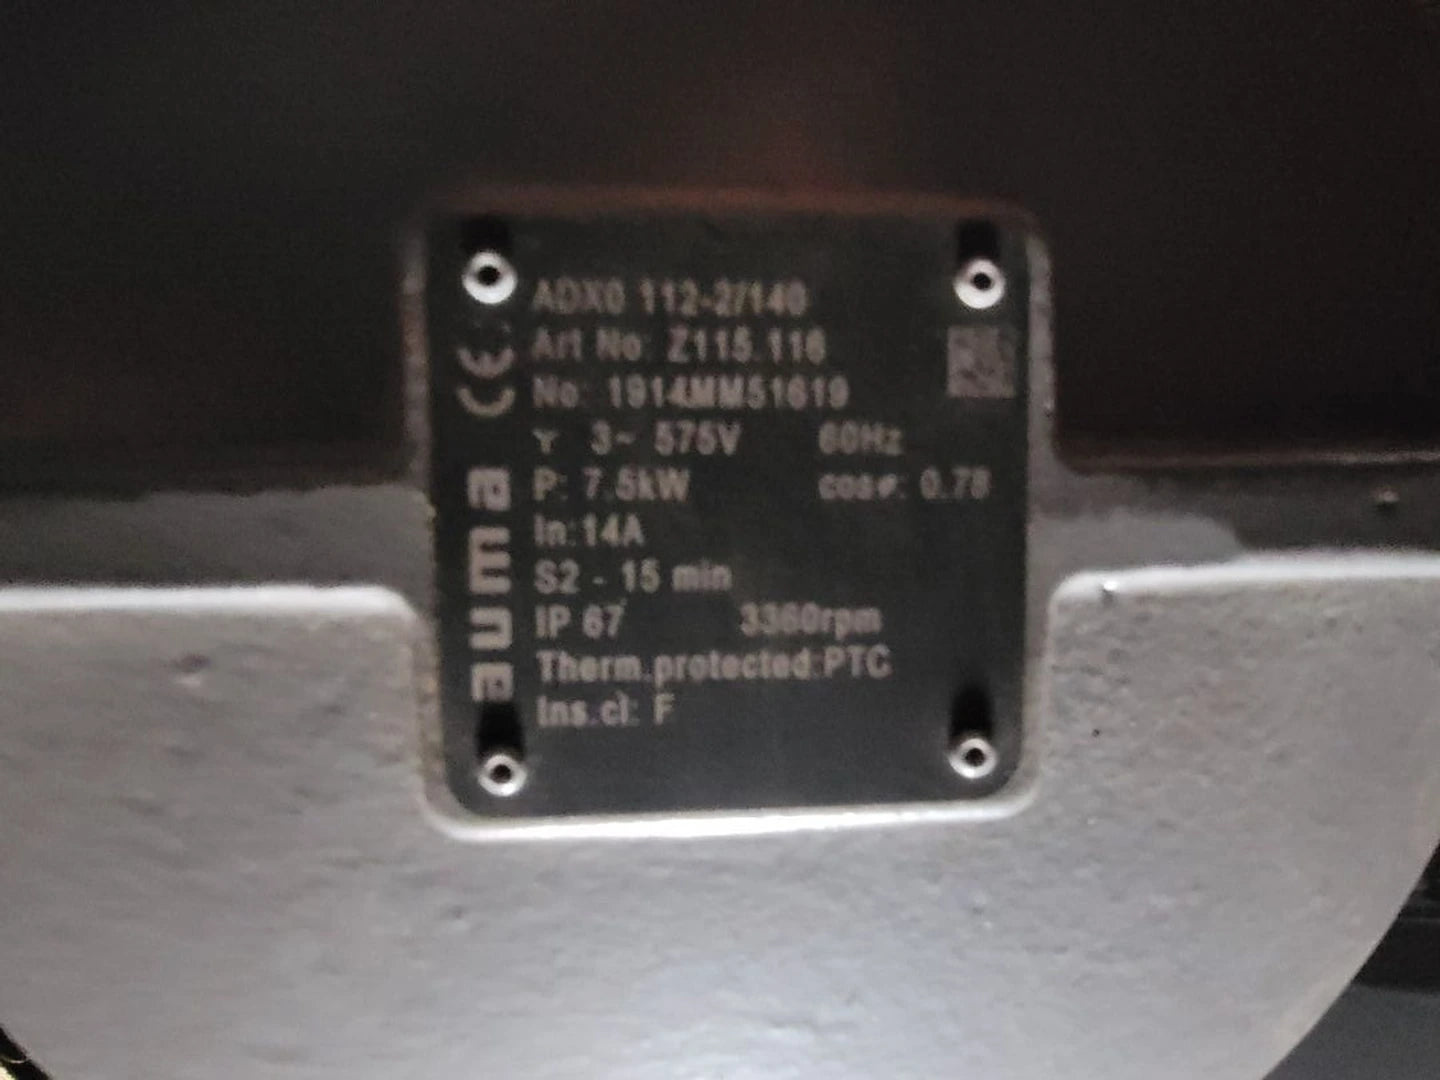 ADX0 112-2/140
Art No: Z115.116
No: 1914MM51619
Y 3~ 575V 60Hz
P: 7.5kW cosφ: 0.78
In:14A
S2 - 15 min
IP 67 3360rpm
Therm.protected:PTC
Ins.cl: F
CE
auma